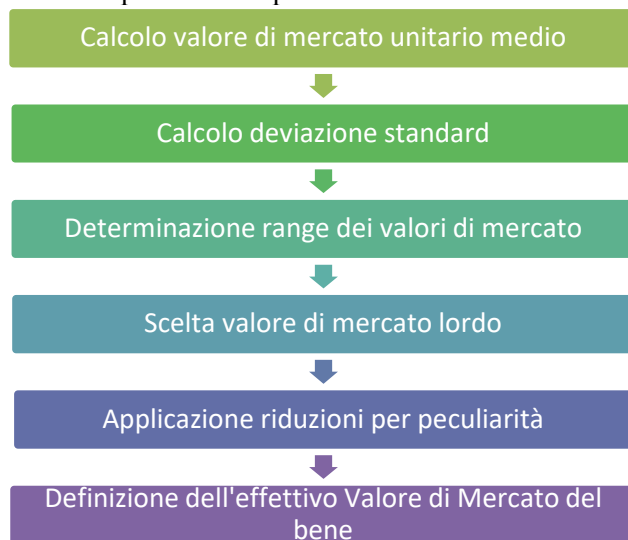 Calcolo valore di mercato unitario medio
Calcolo deviazione standard
Determinazione range dei valori di mercato
Scelta valore di mercato lordo
Applicazione riduzioni per peculiarità
Definizione dell'effettivo Valore di Mercato del
bene